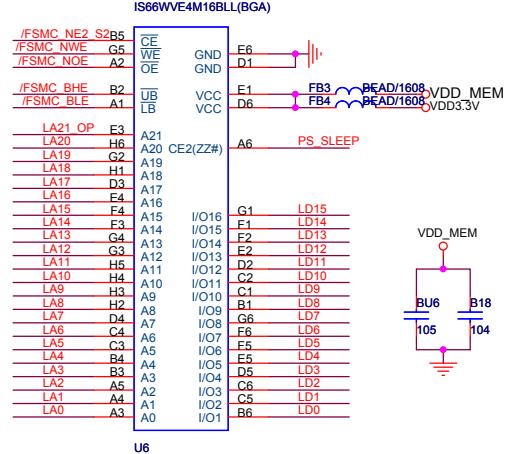 IS66WVE4M16BLL(BGA)
/FSMC_NE2_S2 B5 CE
/FSMC_NWE G5 WE GND E6
/FSMC_NOE A2 OE GND D1
/FSMC_BHE B2 UB VCC E1 FB3 BEAD/1608 VDD_MEM
/FSMC_BLE A1 LB VCC D6 FB4 BEAD/1608 VDD3.3V
LA21_OP E3 A21
LA20 H6 A20 CE2(ZZ#) A6 PS_SLEEP
LA19 G2 A19
LA18 H1 A18
LA17 D3 A17
LA16 E4 A16
LA15 F4 A15 I/O16 G1 LD15
LA14 F3 A14 I/O15 F1 LD14
LA13 G4 A13 I/O14 F2 LD13
LA12 G3 A12 I/O13 E2 LD12
LA11 H5 A11 I/O12 D2 LD11
LA10 H4 A10 I/O11 C2 LD10
LA9 H3 A9 I/O10 C1 LD9
LA8 H2 A8 I/O9 B1 LD8
LA7 D4 A7 I/O8 G6 LD7
LA6 C4 A6 I/O7 F6 LD6
LA5 C3 A5 I/O6 F5 LD5
LA4 B4 A4 I/O5 E5 LD4
LA3 B3 A3 I/O4 D5 LD3
LA2 A5 A2 I/O3 C6 LD2
LA1 A4 A1 I/O2 C5 LD1
LA0 A3 A0 I/O1 B6 LD0
U6
VDD_MEM
BU6 B18
105 104